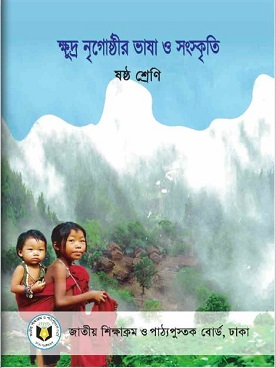 ক্ষুদ্র নৃগোষ্ঠীর ভাষা ও সংস্কৃতি
ষষ্ঠ শ্রেণি
জাতীয় শিক্ষাক্রম ও পাঠ্যপুস্তক বোর্ড, ঢাকা